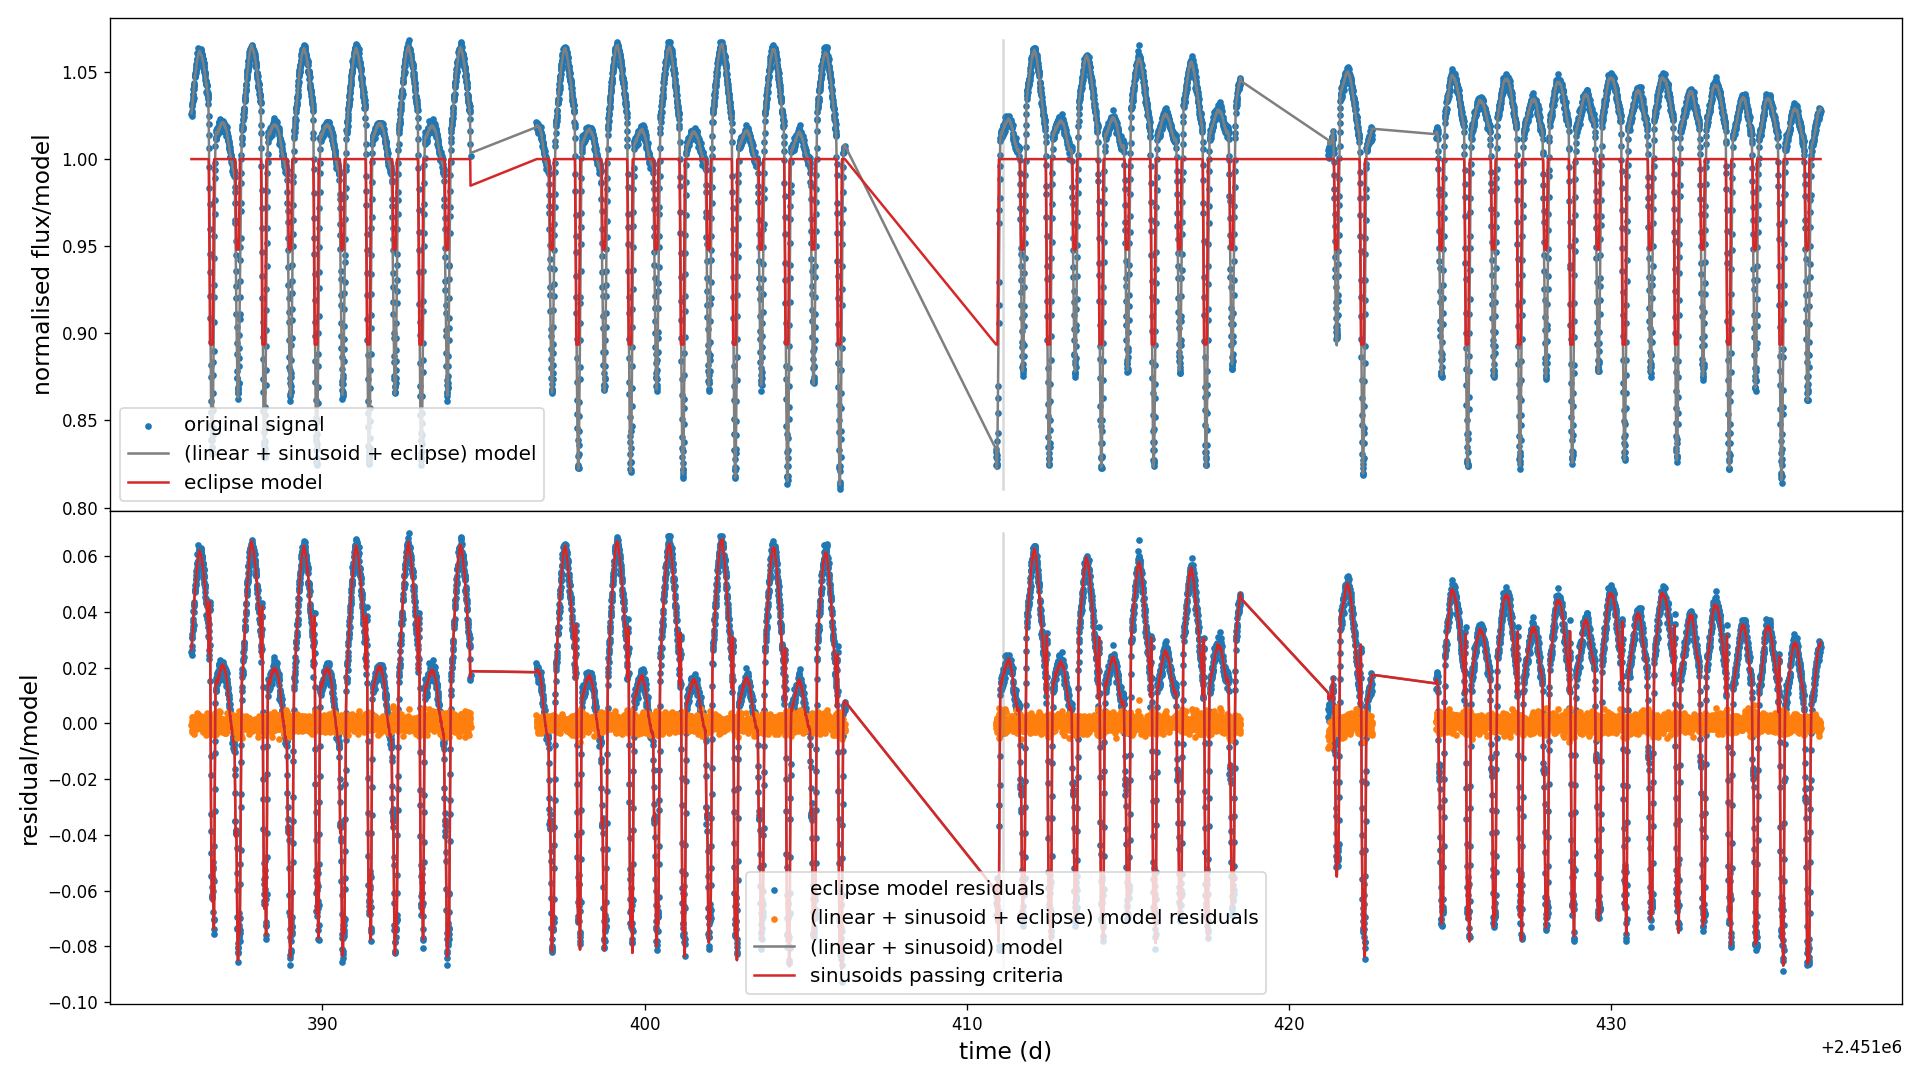 1.05
1.00
0.95
0.90
0.85
0.80
normalised flux/model
original signal
(linear + sinusoid + eclipse) model
eclipse model
0.06
0.04
0.02
0.00
−0.02
−0.04
−0.06
−0.08
−0.10
residual/model
eclipse model residuals
(linear + sinusoid + eclipse) model residuals
(linear + sinusoid) model
sinusoids passing criteria
390
400
410
420
430
time (d)
+2.451e6